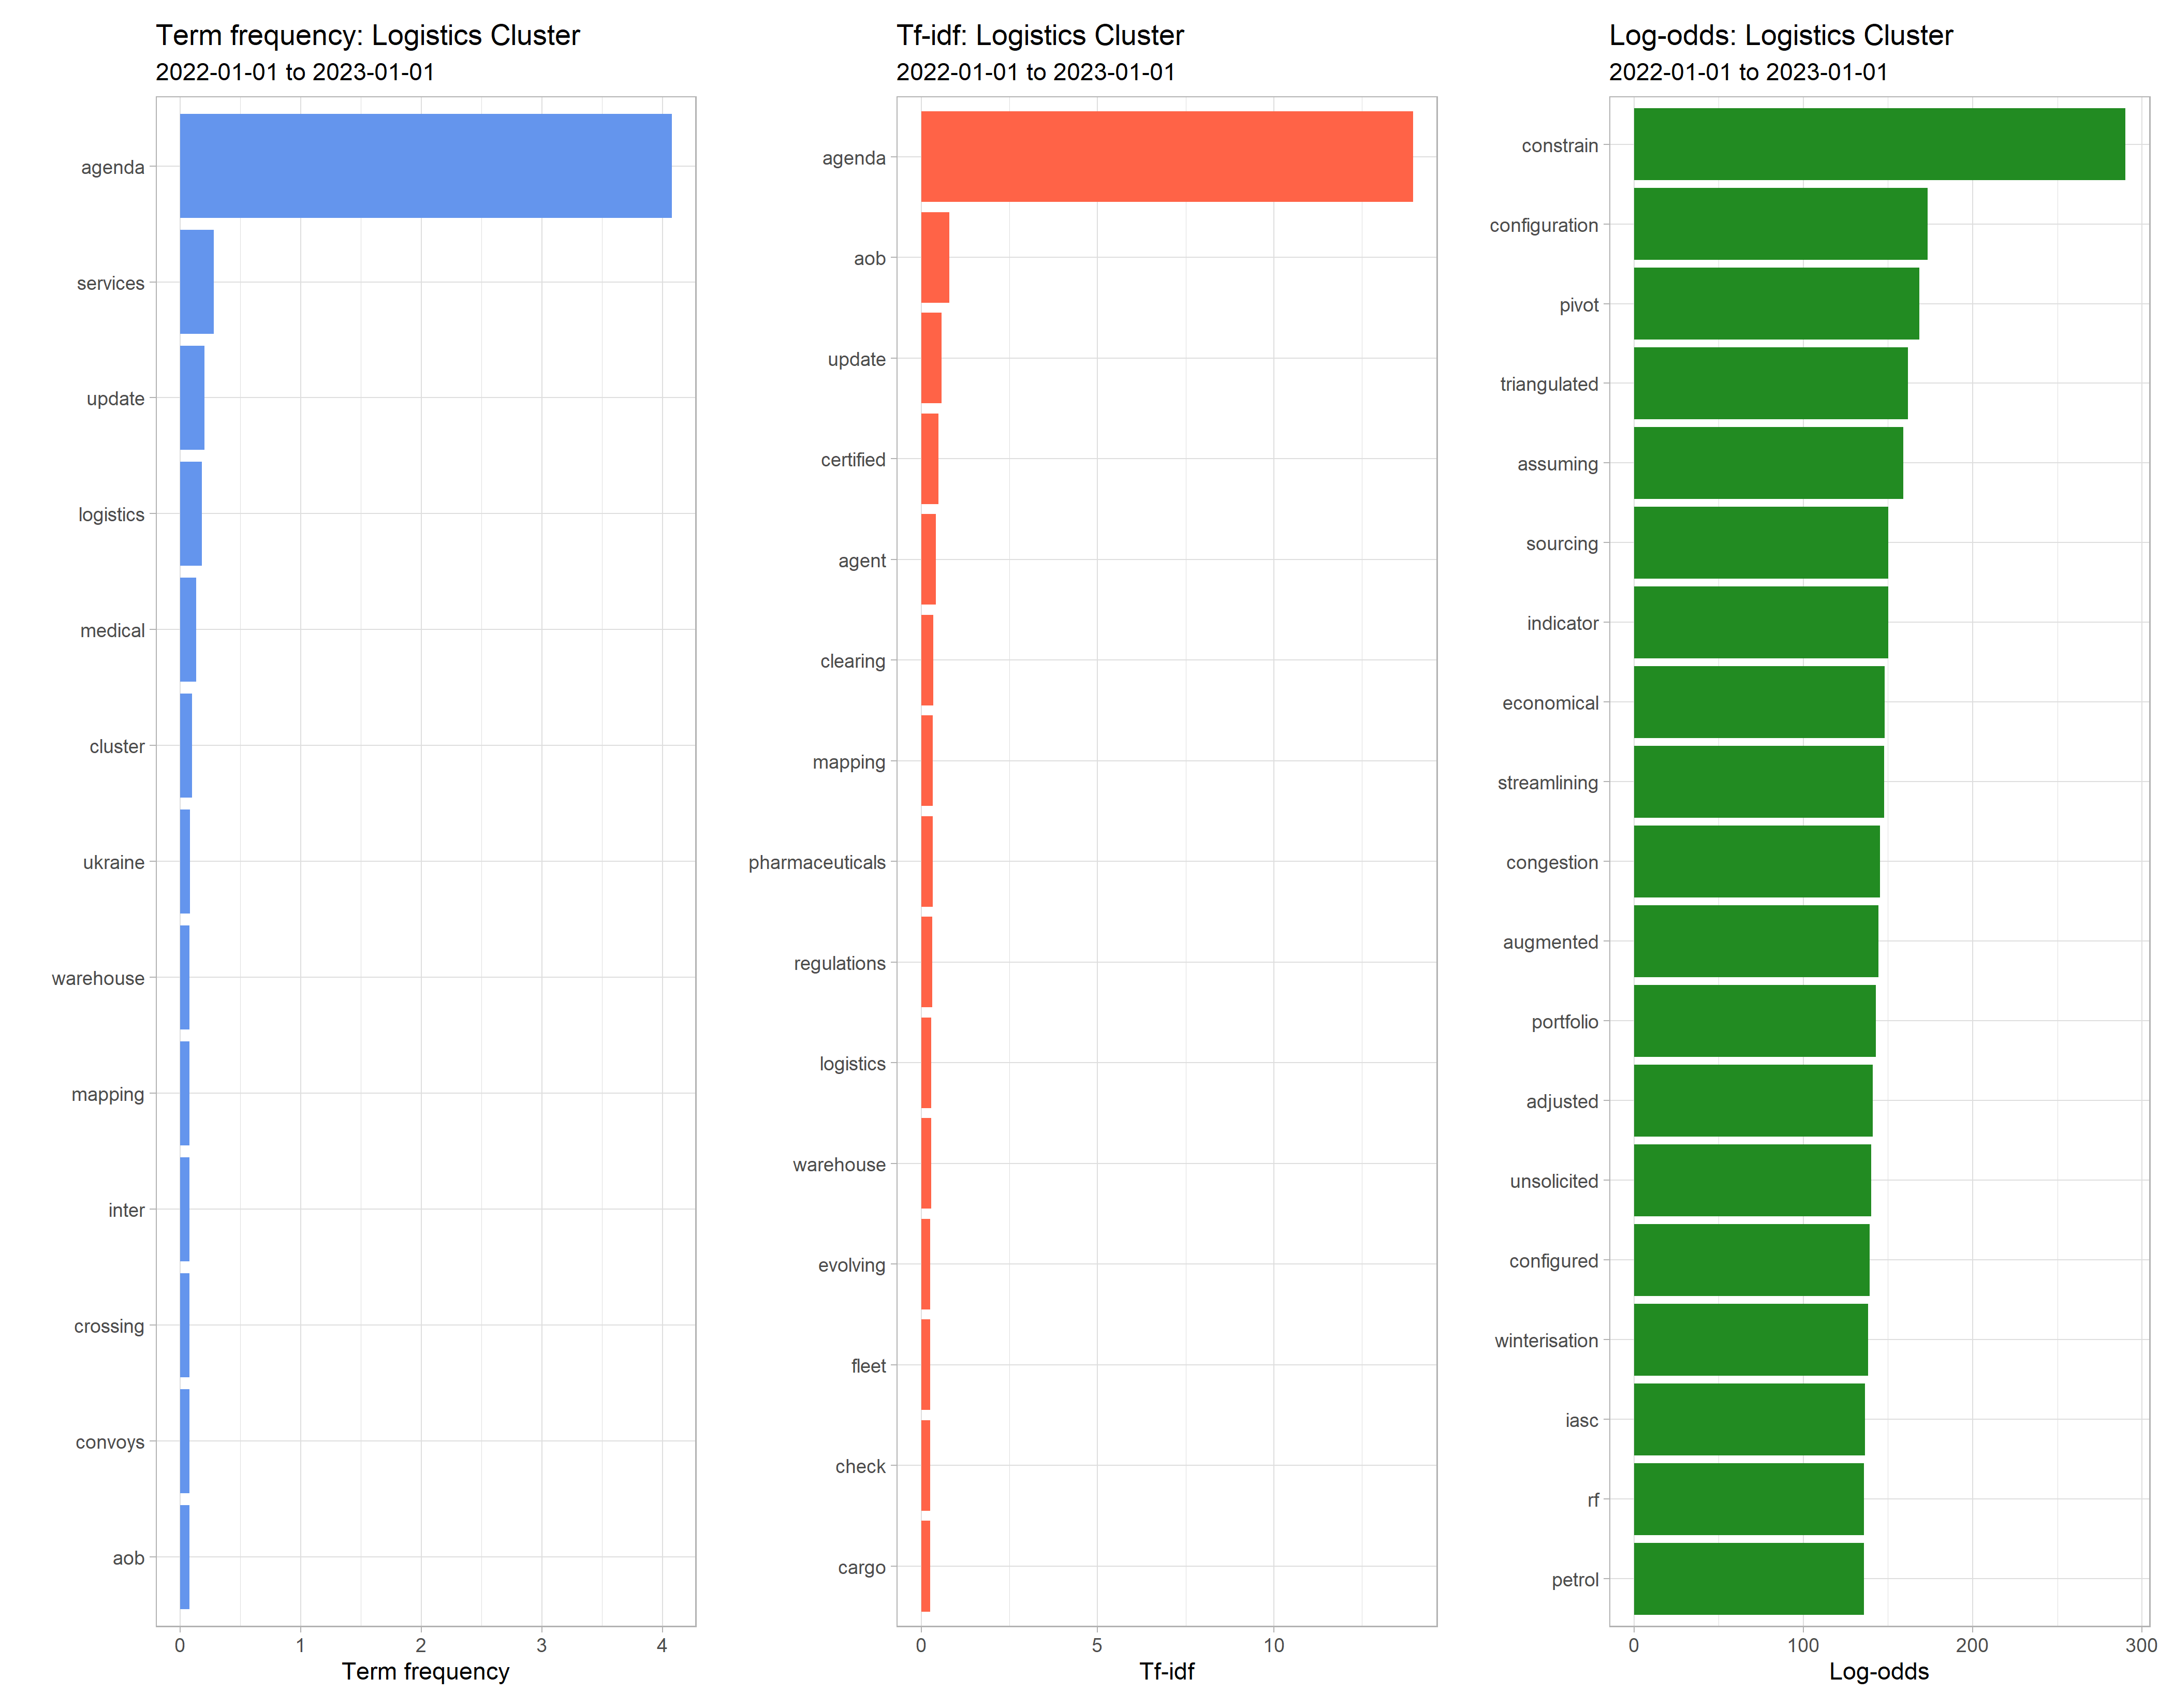 Term frequency: Logistics Cluster
2022-01-01 to 2023-01-01
agenda
services
update
logistics
medical
cluster
ukraine
warehouse
mapping
inter
crossing
convoys
aob
0 1 2 3 4
Term frequency
Tf-idf: Logistics Cluster
2022-01-01 to 2023-01-01
agenda
aob
update
certified
agent
clearing
mapping
pharmaceuticals
regulations
logistics
warehouse
evolving
fleet
check
cargo
0 5 10
Tf-idf
Log-odds: Logistics Cluster
2022-01-01 to 2023-01-01
constrain
configuration
pivot
triangulated
assuming
sourcing
indicator
economical
streamlining
congestion
augmented
portfolio
adjusted
unsolicited
configured
winterisation
iasc
rf
petrol
0 100 200 300
Log-odds